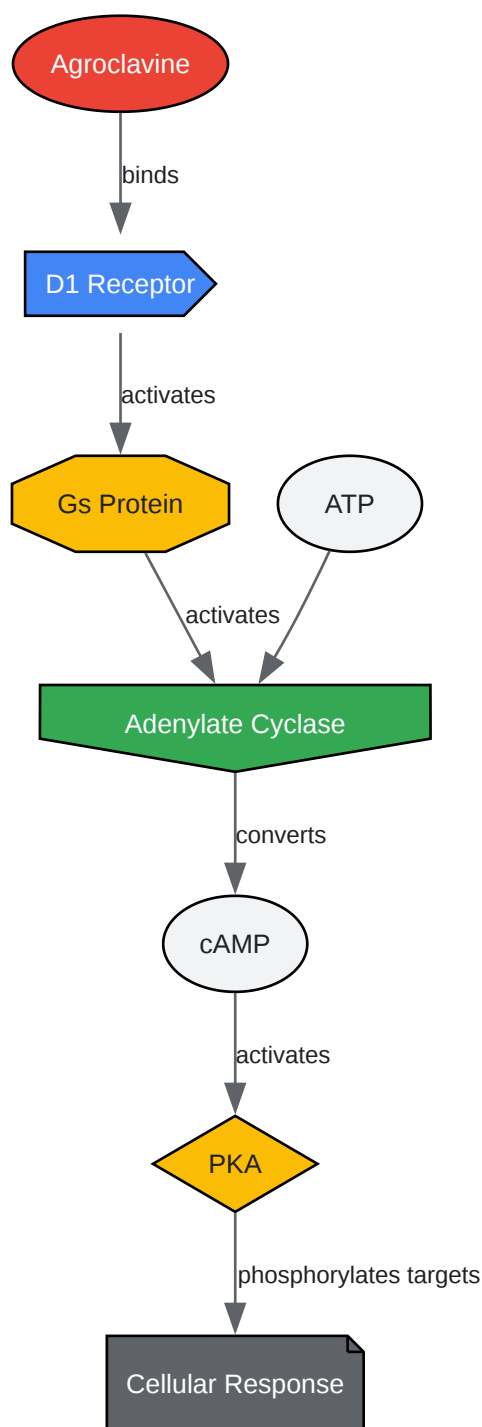 Agroclavine
binds
D1 Receptor
activates
Gs Protein
ATP
activates
Adenylate Cyclase
converts
cAMP
activates
PKA
phosphorylates targets
Cellular Response